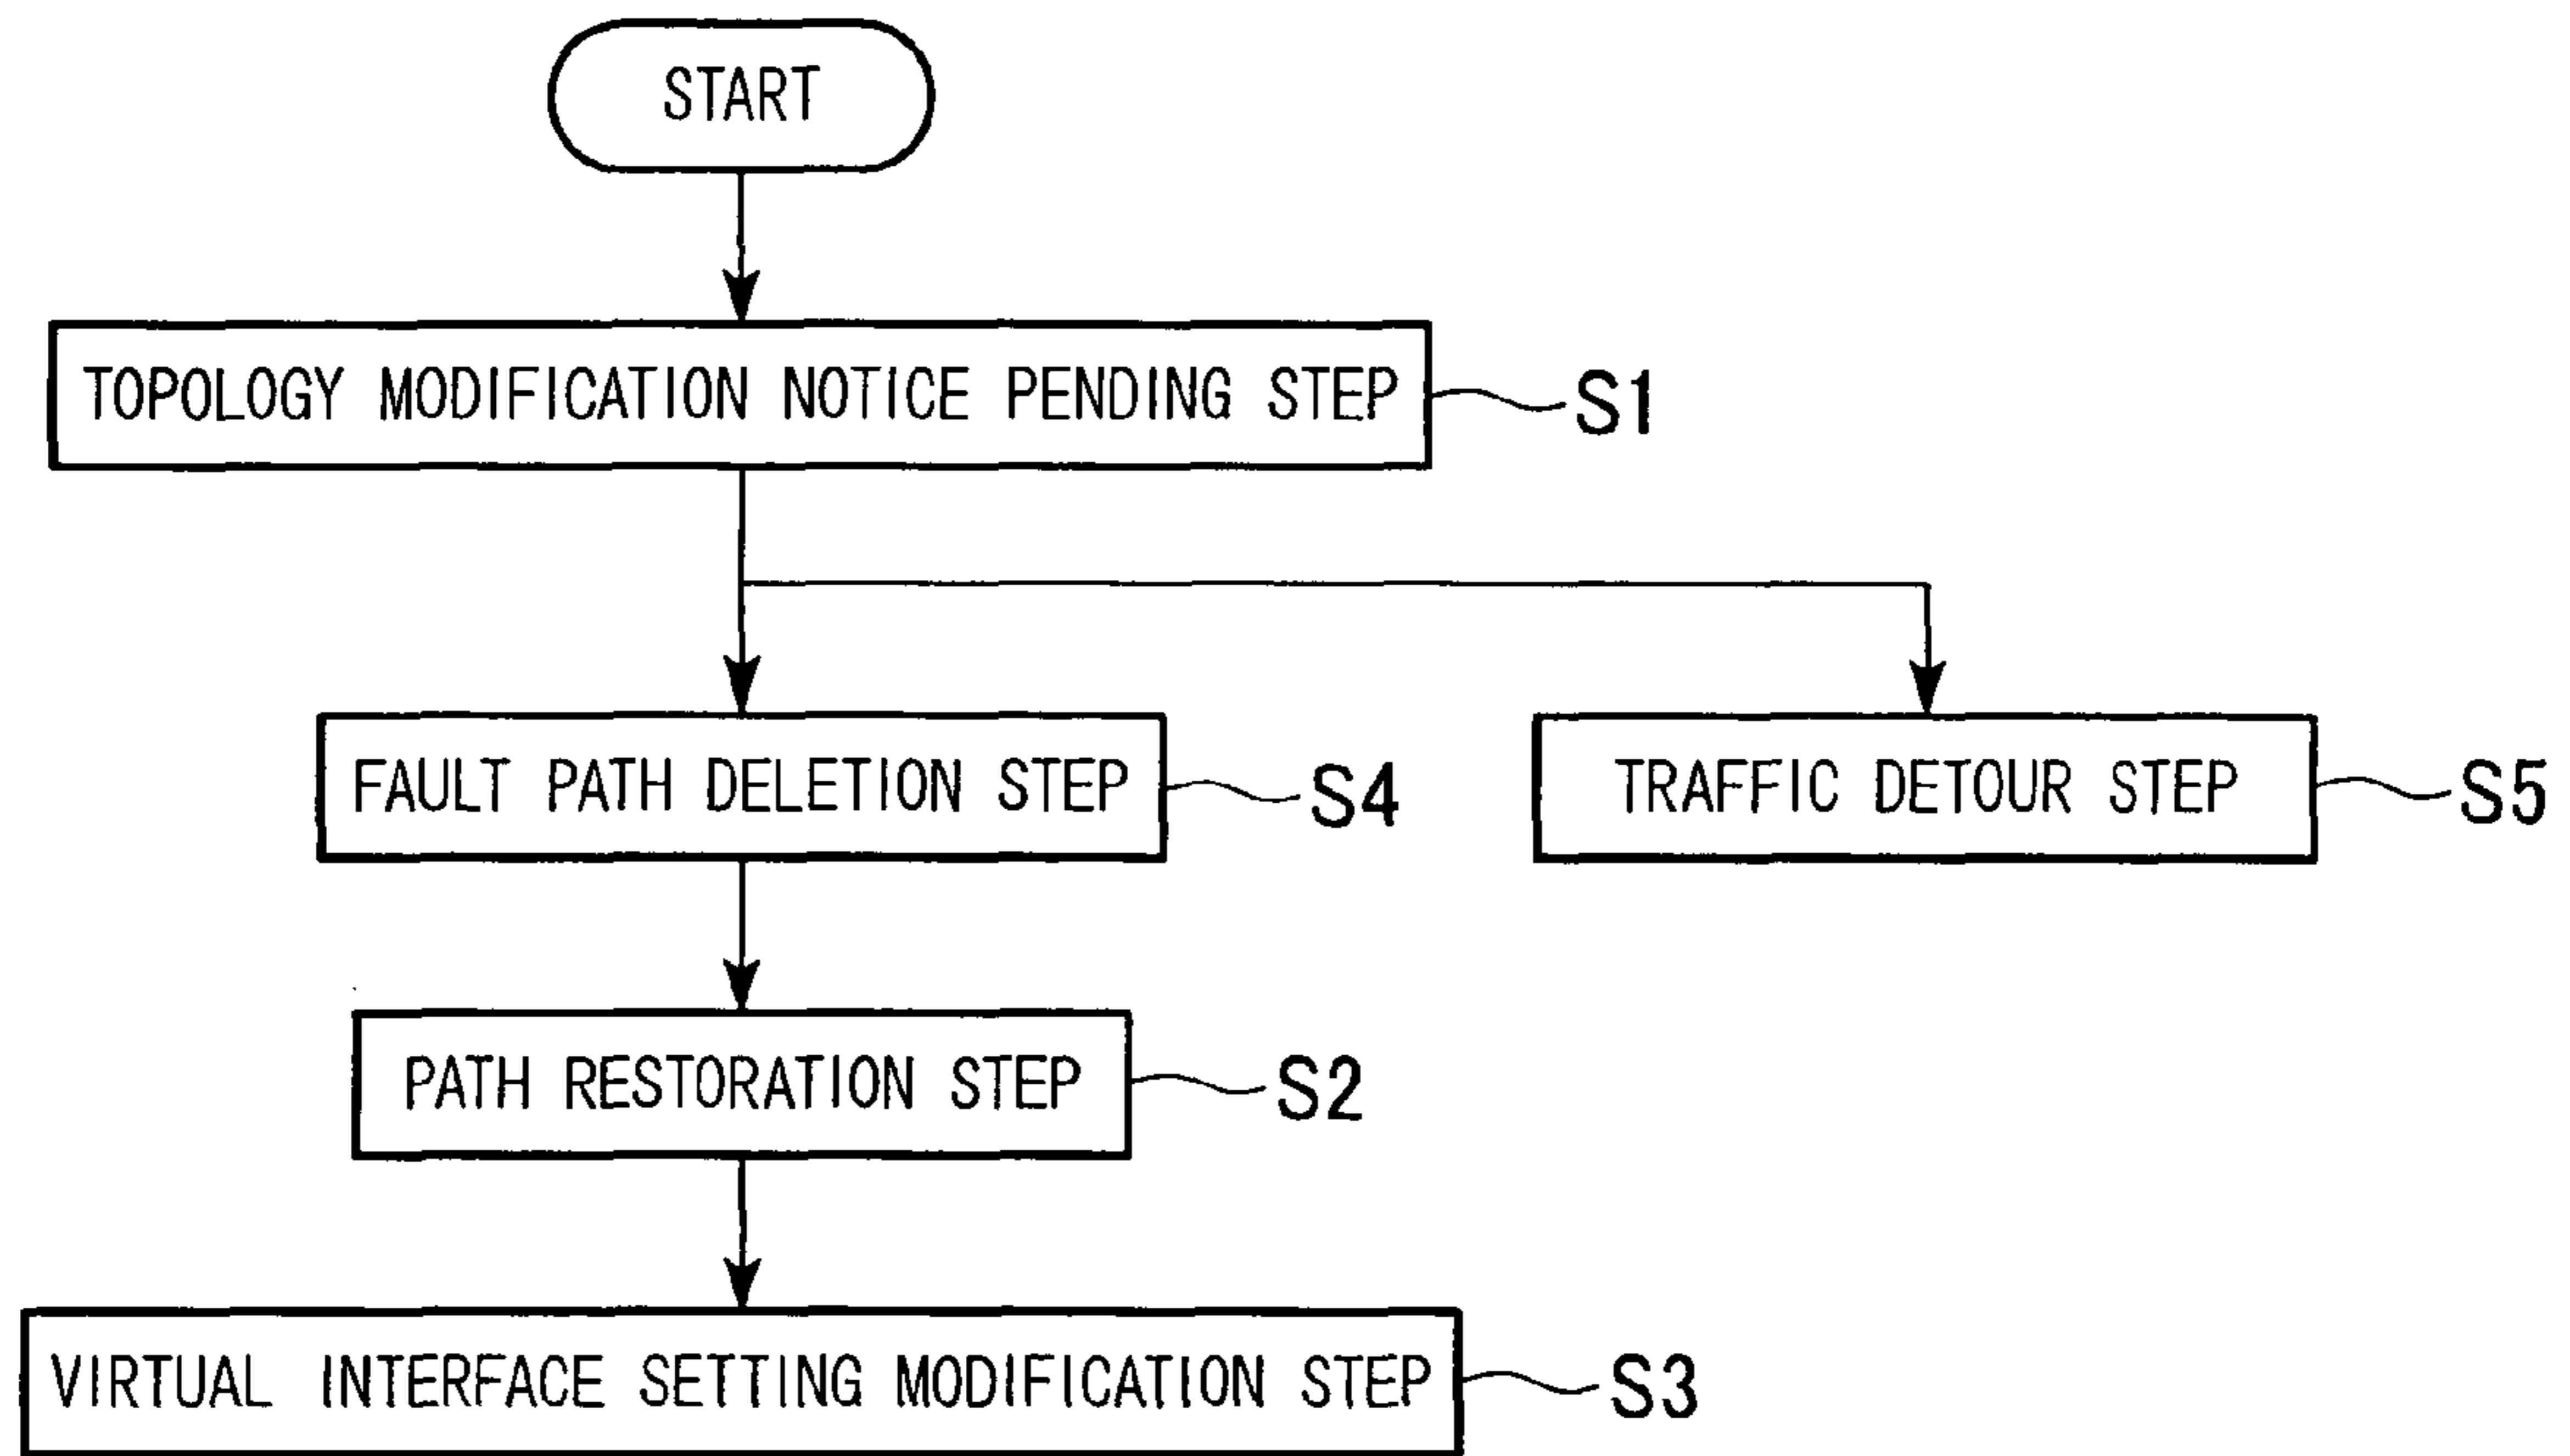 START
TOPOLOGY MODIFICATION NOTICE PENDING STEP S1
FAULT PATH DELETION STEP S4
TRAFFIC DETOUR STEP S5
PATH RESTORATION STEP S2
VIRTUAL INTERFACE SETTING MODIFICATION STEP S3